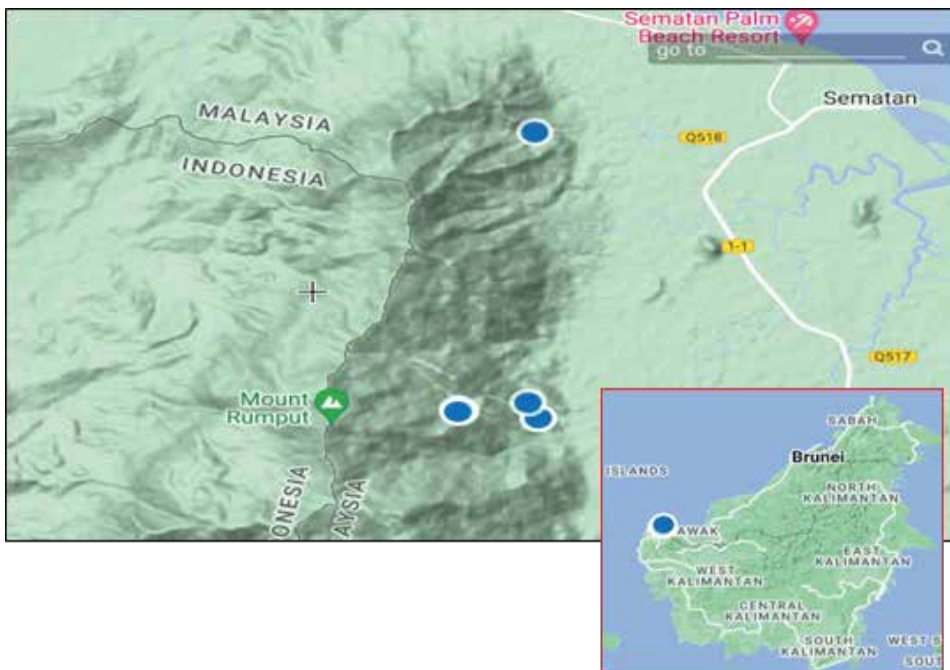 Sematan Palm
Beach Resort
go to
Sematan
MALAYSIA
Q518
INDONESIA
1-1
Q517
Mount
Rumput
ONESIA
AYSIA
SABAH
Brunei
ISLANDS
NORTH
KALIMANTAN
AWAK
EAST
KALIMANTAN
WEST
KALIMANTAN
CENTRAL
KALIMANTAN
SOUTH
KALIMANTAN
WEST S
SOUT